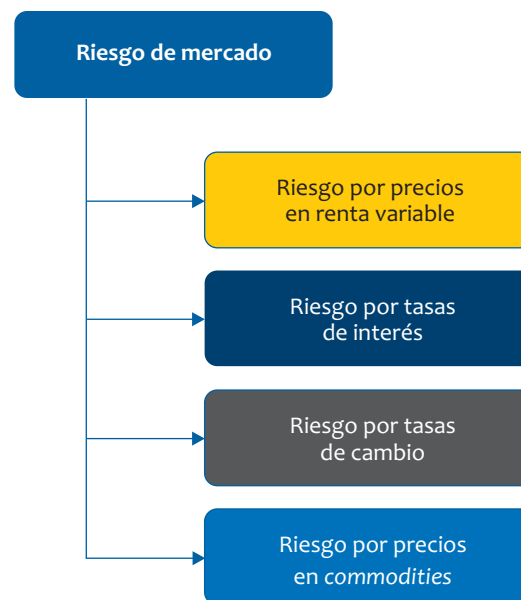 Riesgo de mercado
Riesgo por precios
en renta variable
Riesgo por tasas
de interés
Riesgo por tasas
de cambio
Riesgo por precios
en commodities